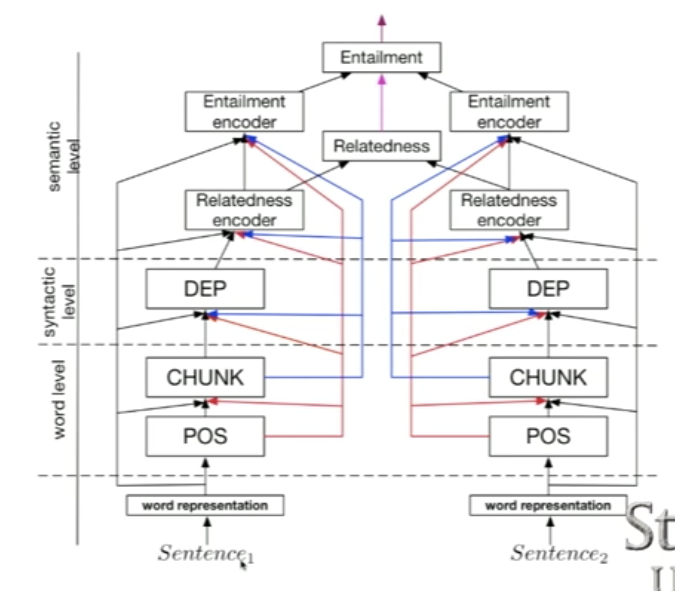 Entailment
Entailment
encoder
Entailment
encoder
Relatedness
semantic
level
Relatedness
encoder
Relatedness
encoder
syntactic
level
DEP
DEP
word level
CHUNK
CHUNK
POS
POS
word representation
word representation
Sentence₁
Sentence₂